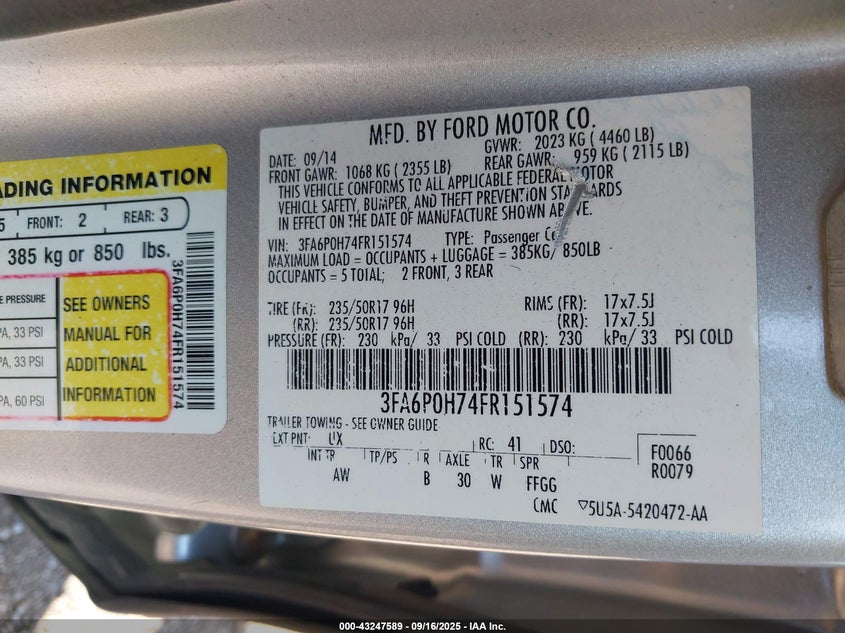 ADING INFORMATION
5 FRONT: 2 REAR: 3
385 kg or 850 lbs.
E PRESSURE
PA, 33 PSI
PA, 33 PSI
PA, 60 PSI
SEE OWNERS
MANUAL FOR
ADDITIONAL
INFORMATION
3FA6P0H74FR151574
MFD. BY FORD MOTOR CO.
DATE: 09/14 GVWR: 2023 KG ( 4460 LB)
FRONT GAWR: 1068 KG ( 2355 LB) REAR GAWR: 959 KG ( 2115 LB)
THIS VEHICLE CONFORMS TO ALL APPLICABLE FEDERAL MOTOR
VEHICLE SAFETY, BUMPER, AND THEFT PREVENTION
IN EFFECT ON THE DATE OF MANUFACTURE SHOWN ABOVE.
VIN: 3FA6P0H74FR151574 TYPE: Passenger
MAXIMUM LOAD = OCCUPANTS + LUGGAGE = 385KG/ 850LB
OCCUPANTS = 5 TOTAL; 2 FRONT, 3 REAR
TIRE (FR): 235/50R17 96H RIMS (FR): 17x7.5J
(RR): 235/50R17 96H (RR): 17x7.5J
PRESSURE (FR): 230 kPa/ 33 PSI COLD (RR): 230 kPa/ 33 PSI COLD
3FA6P0H74FR151574
TRAILER TOWING - SEE OWNER GUIDE
EXT PNT: UX RC: 41 DSO: F0066
R0079
INT TR TP/PS R AXLE TR SPR
AW B 30 W FFGG
CMC 5U5A-5420472-AA
000-43247589 - 09/16/2025 - IAA Inc.